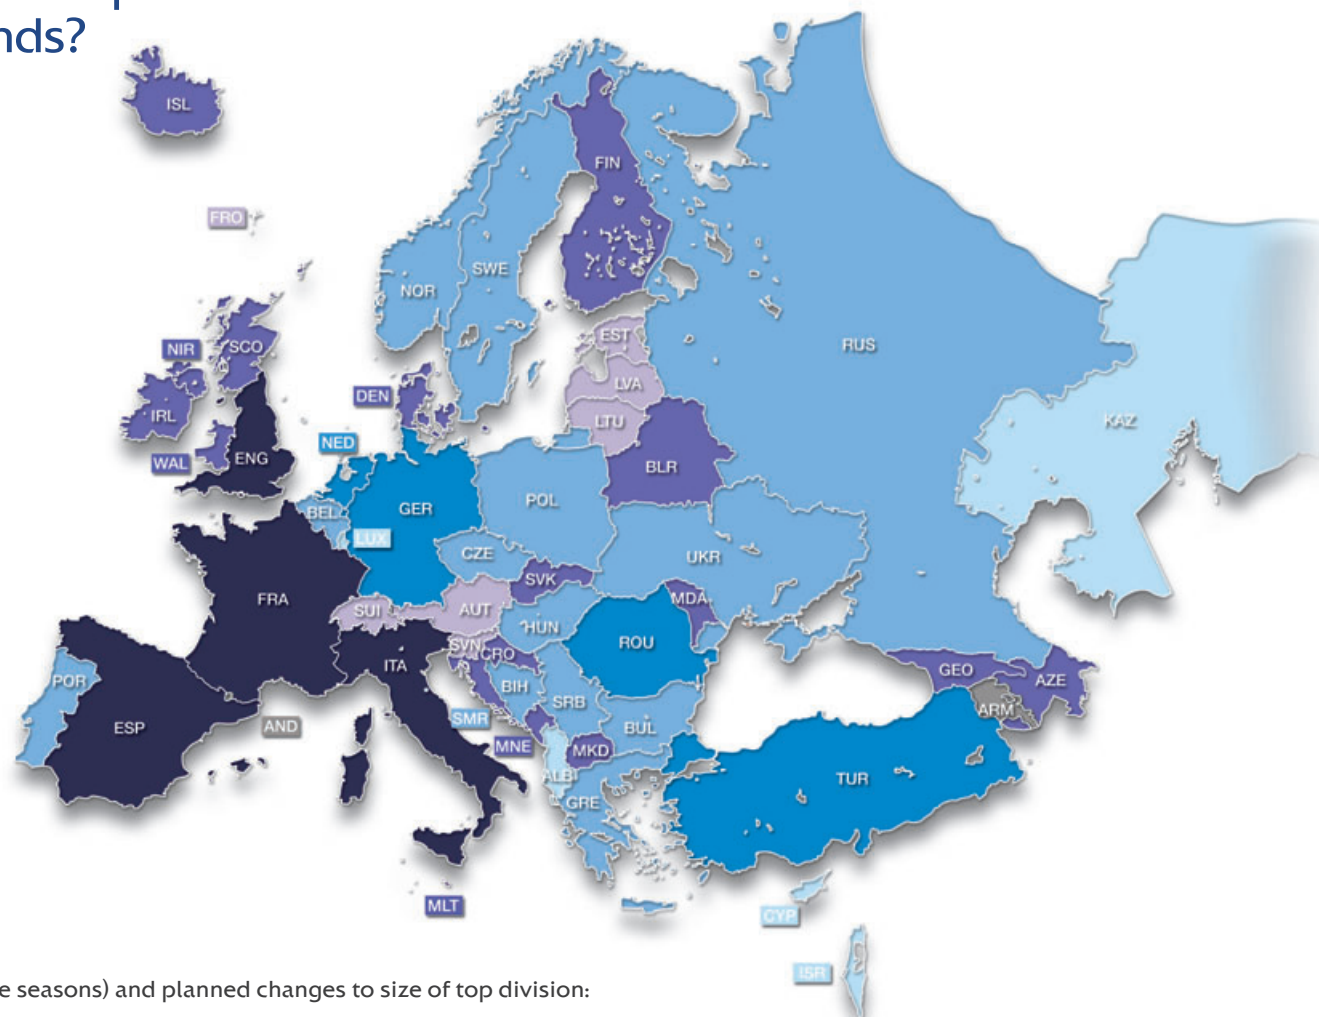 nds?
ISL
FIN
FRO
SWE
NOR
RUS
EST
SCO
NIR
LVA
DEN
IRL
LTU
KAZ
NED
WAL
ENG
BLR
POL
GER
BEL
LUX
CZE
UKR
SVK
FRA
MDA
SUI
AUT
HUN
ROU
SVN
CRO
ITA
GEO
POR
AZE
BIH
SRB
ARM
SMR
ESP
AND
BUL
MNE
MKD
ALB
TUR
GRE
MLT
CYP
ISR
e seasons) and planned changes to size of top division: